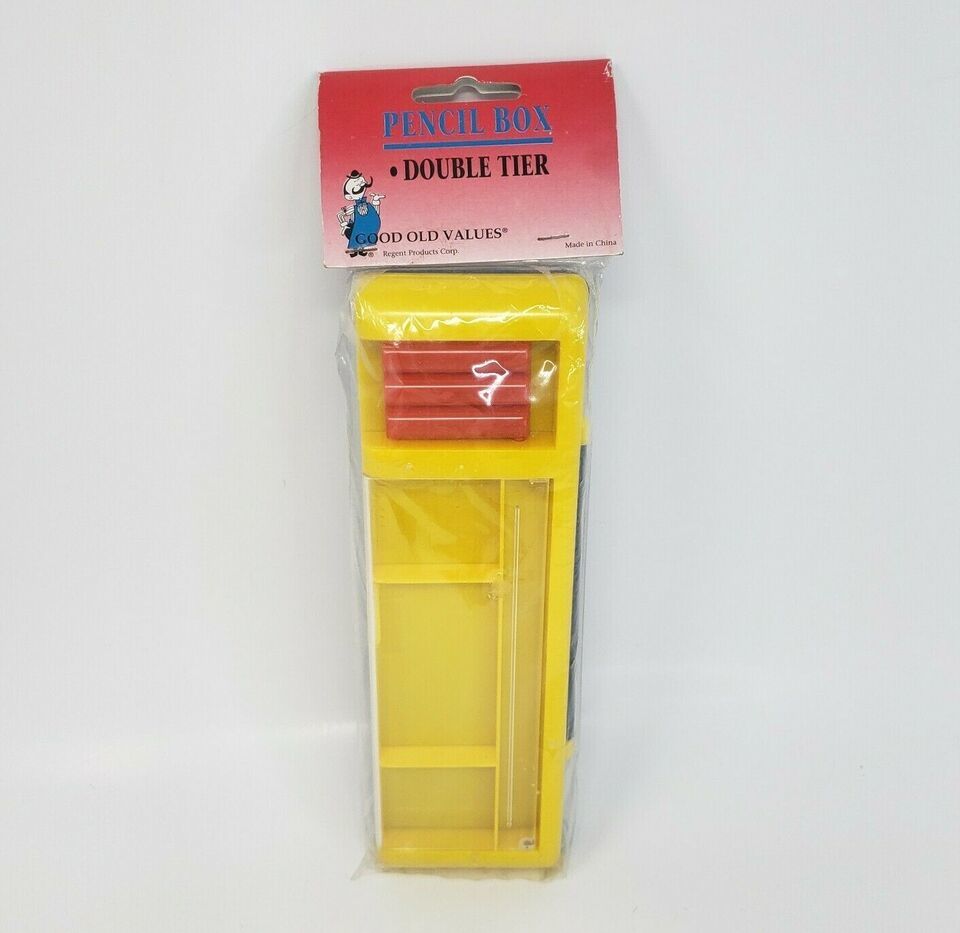 PENCIL BOX
• DOUBLE TIER
GOOD OLD VALUES®
® Regent Products Corp.
Made in China